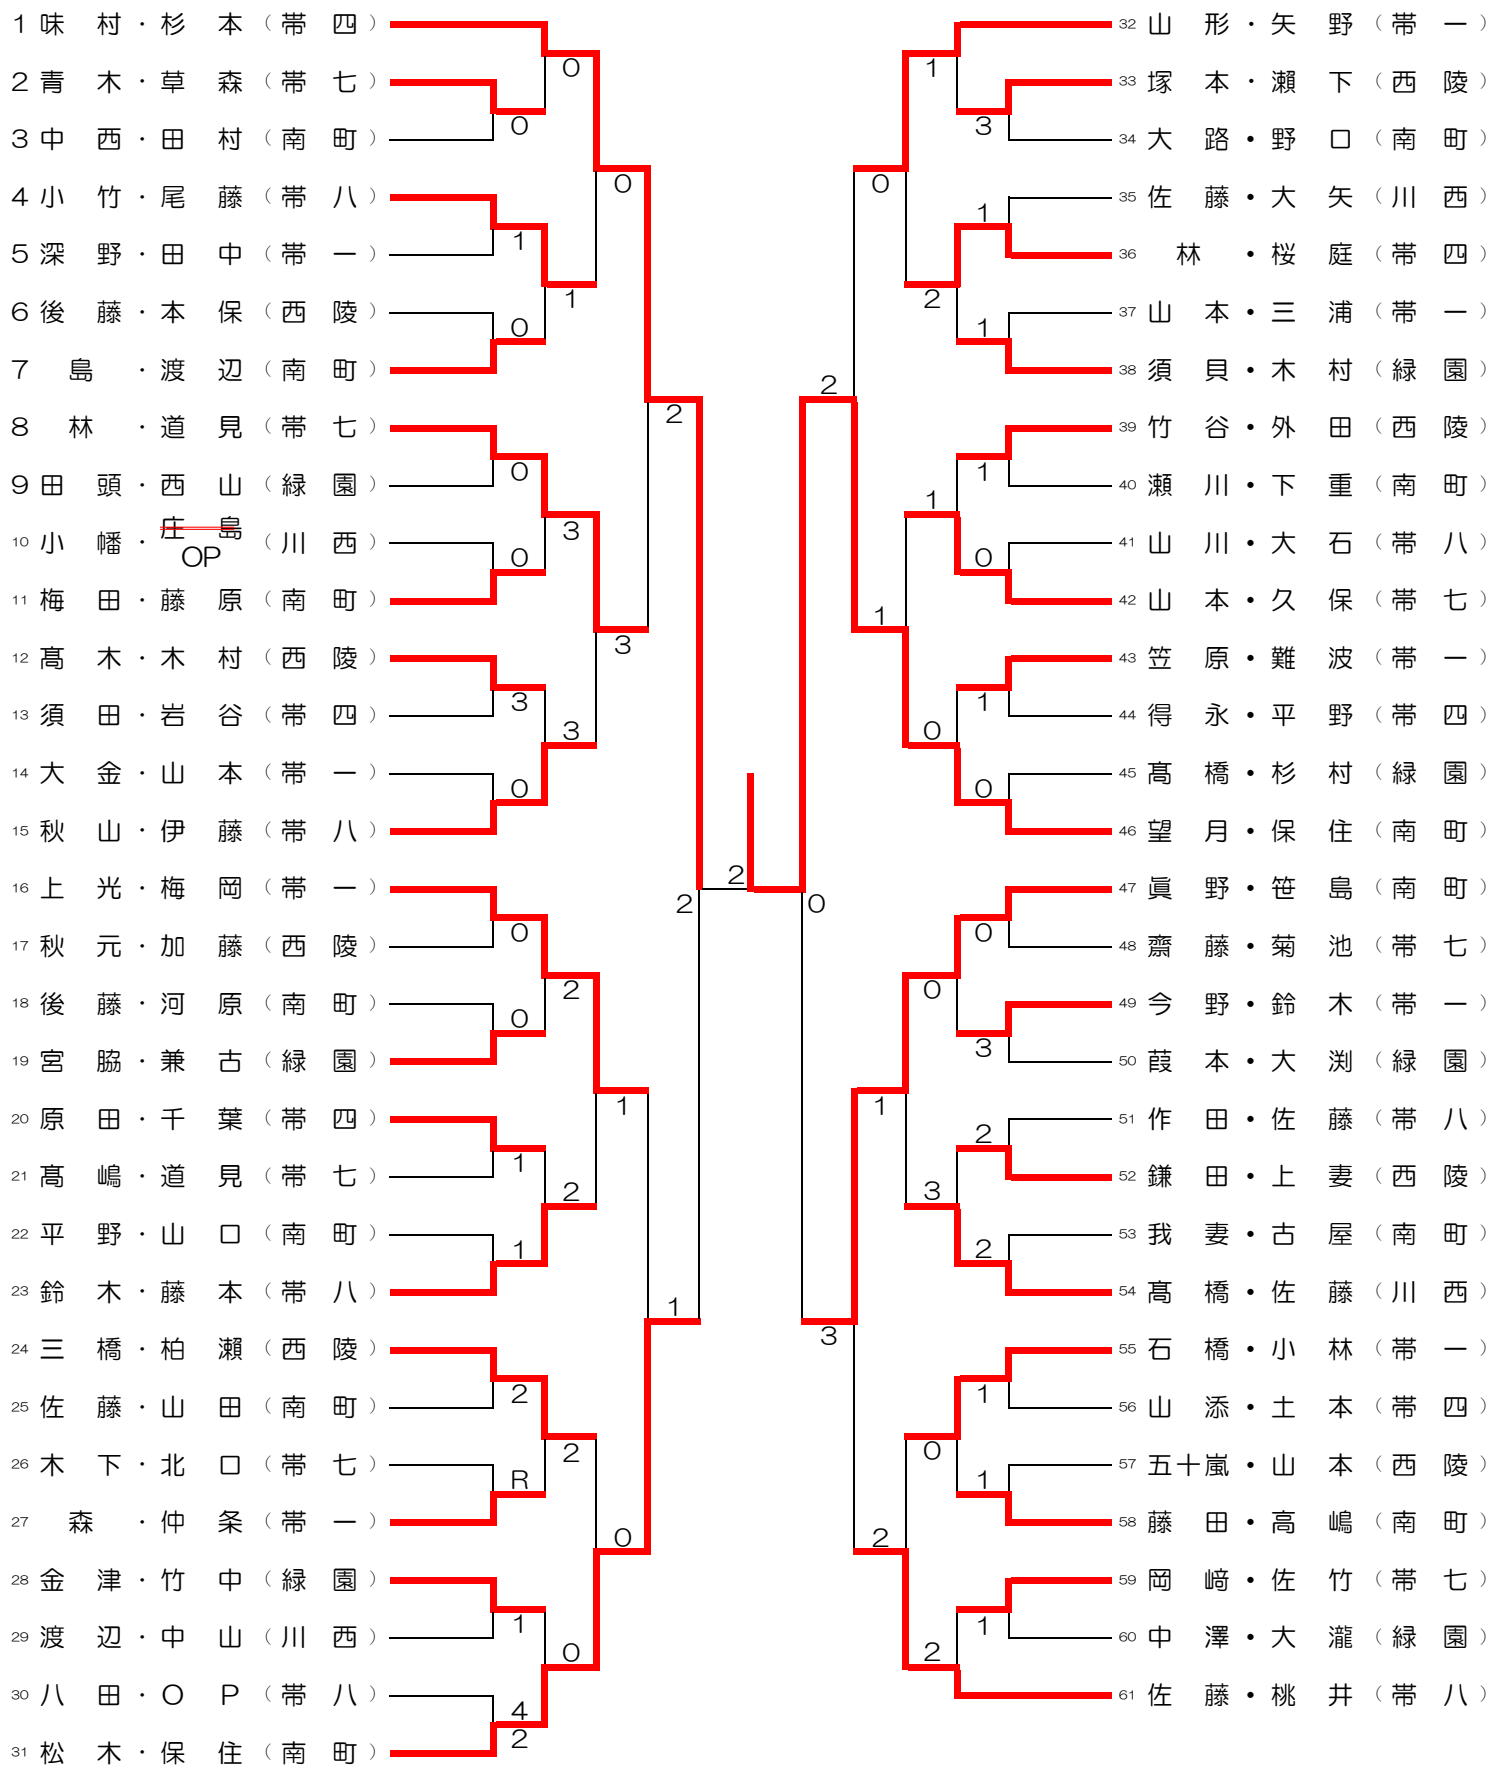 1 味村・杉本（帯四）
2 青木・草森（帯七）
3 中西・田村（南町）
4 小竹・尾藤（帯八）
5 深野・田中（帯一）
6 後藤・本保（西陵）
7 島・渡辺（南町）
8 林・道見（帯七）
9 田頭・西山（緑園）
10 小幡・庄島（川西）
OP
11 梅田・藤原（南町）
12 髙木・木村（西陵）
13 須田・岩谷（帯四）
14 大金・山本（帯一）
15 秋山・伊藤（帯八）
16 上光・梅岡（帯一）
17 秋元・加藤（西陵）
18 後藤・河原（南町）
19 宮脇・兼古（緑園）
20 原田・千葉（帯四）
21 髙嶋・道見（帯七）
22 平野・山口（南町）
23 鈴木・藤本（帯八）
24 三橋・柏瀬（西陵）
25 佐藤・山田（南町）
26 木下・北口（帯七）
27 森・仲条（帯一）
28 金津・竹中（緑園）
29 渡辺・中山（川西）
30 八田・OP（帯八）
31 松木・保住（南町）
0
0
1
0
0
0
3
0
0
2
0
1
1
2
R
1
4
2
0
1
3
3
2
2
2
0
0
3
1
0
2
1
2
2
0
2
3
0
1
1
2
1
2
1
0
0
3
0
2
3
1
1
1
0
1
0
0
3
2
2
1
1
1
32 山形・矢野（帯一）
33 塚本・瀬下（西陵）
34 大路・野口（南町）
35 佐藤・大矢（川西）
36 林・桜庭（帯四）
37 山本・三浦（帯一）
38 須貝・木村（緑園）
39 竹谷・外田（西陵）
40 瀬川・下重（南町）
41 山川・大石（帯八）
42 山本・久保（帯七）
43 笠原・難波（帯一）
44 得永・平野（帯四）
45 髙橋・杉村（緑園）
46 望月・保住（南町）
47 眞野・笹島（南町）
48 齋藤・菊池（帯七）
49 今野・鈴木（帯一）
50 葭本・大渕（緑園）
51 作田・佐藤（帯八）
52 鎌田・上妻（西陵）
53 我妻・古屋（南町）
54 髙橋・佐藤（川西）
55 石橋・小林（帯一）
56 山添・土本（帯四）
57 五十嵐・山本（西陵）
58 藤田・高嶋（南町）
59 岡﨑・佐竹（帯七）
60 中澤・大瀧（緑園）
61 佐藤・桃井（帯八）